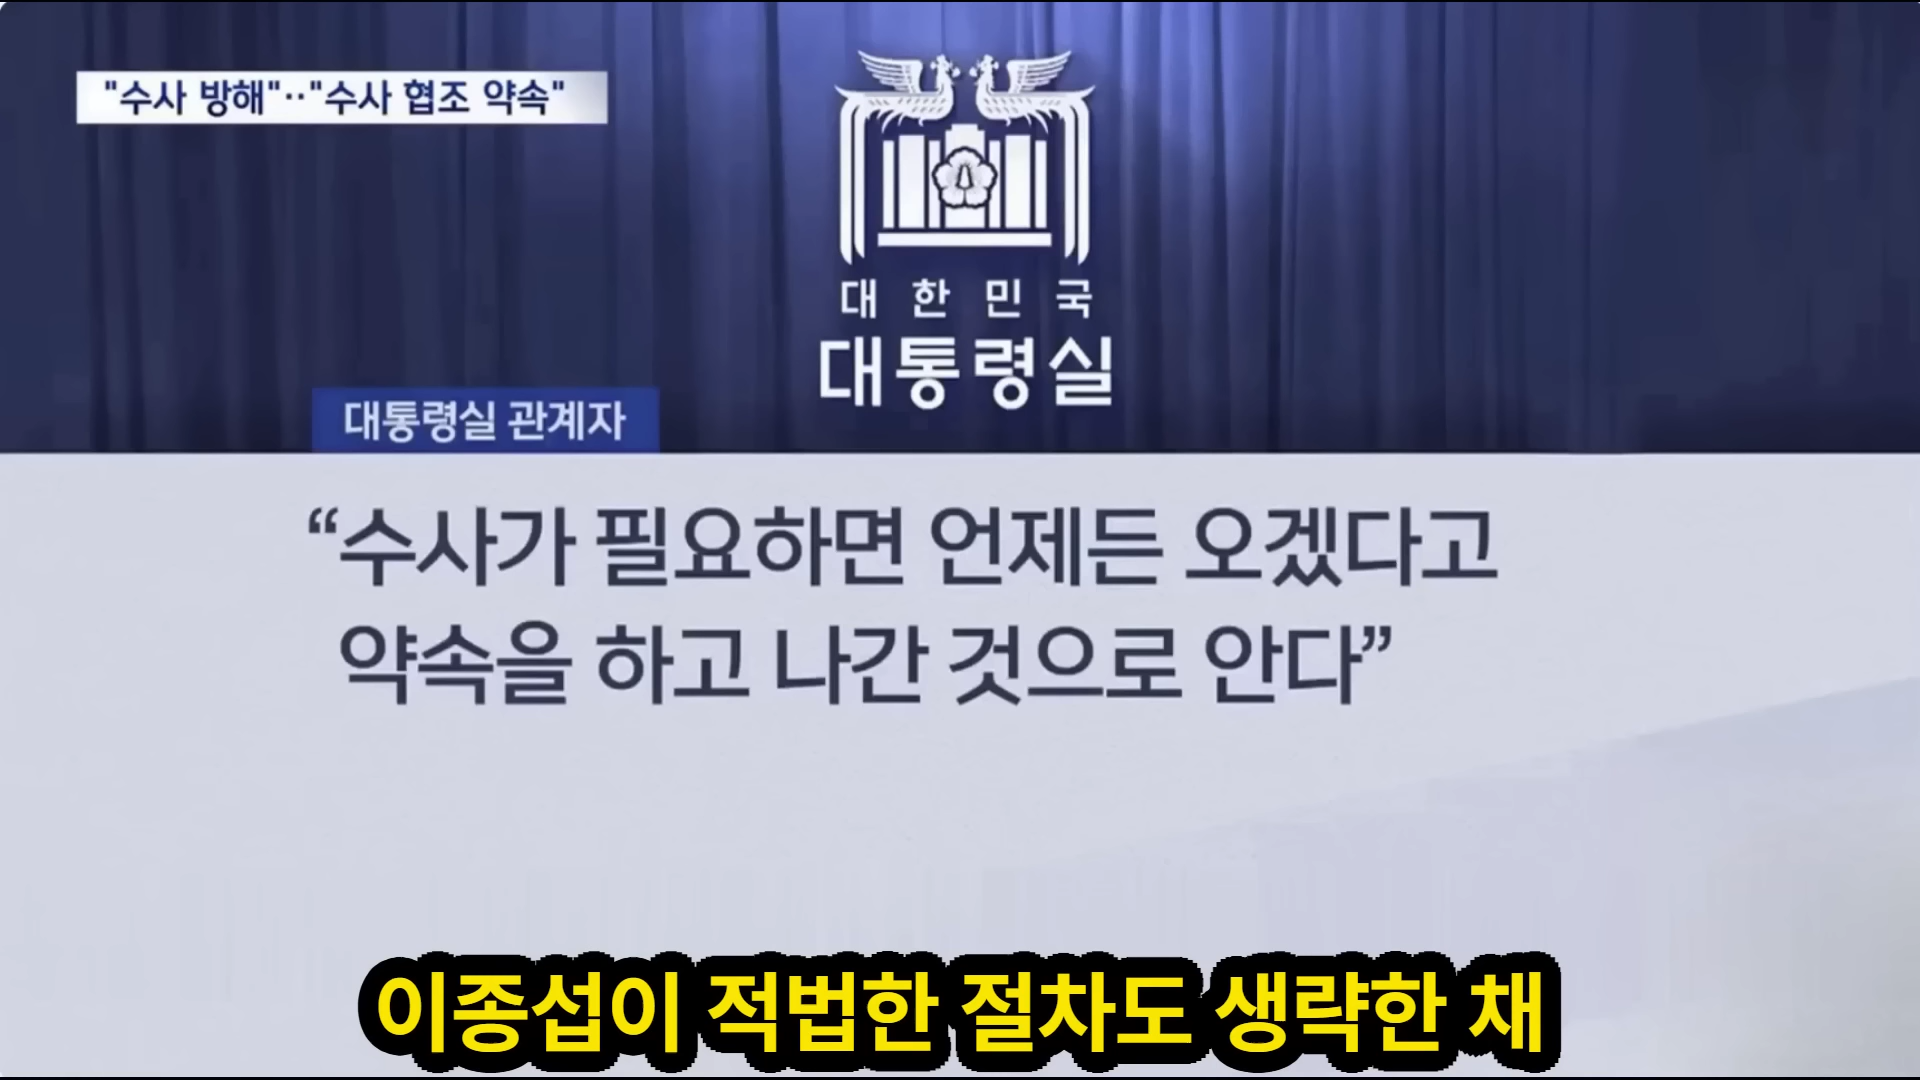 "수사 방해"··"수사 협조 약속"
대한민국
대통령실
대통령실 관계자
“수사가 필요하면 언제든 오겠다고
약속을 하고 나간 것으로 안다”
이종섭이 적법한 절차도 생략한 채